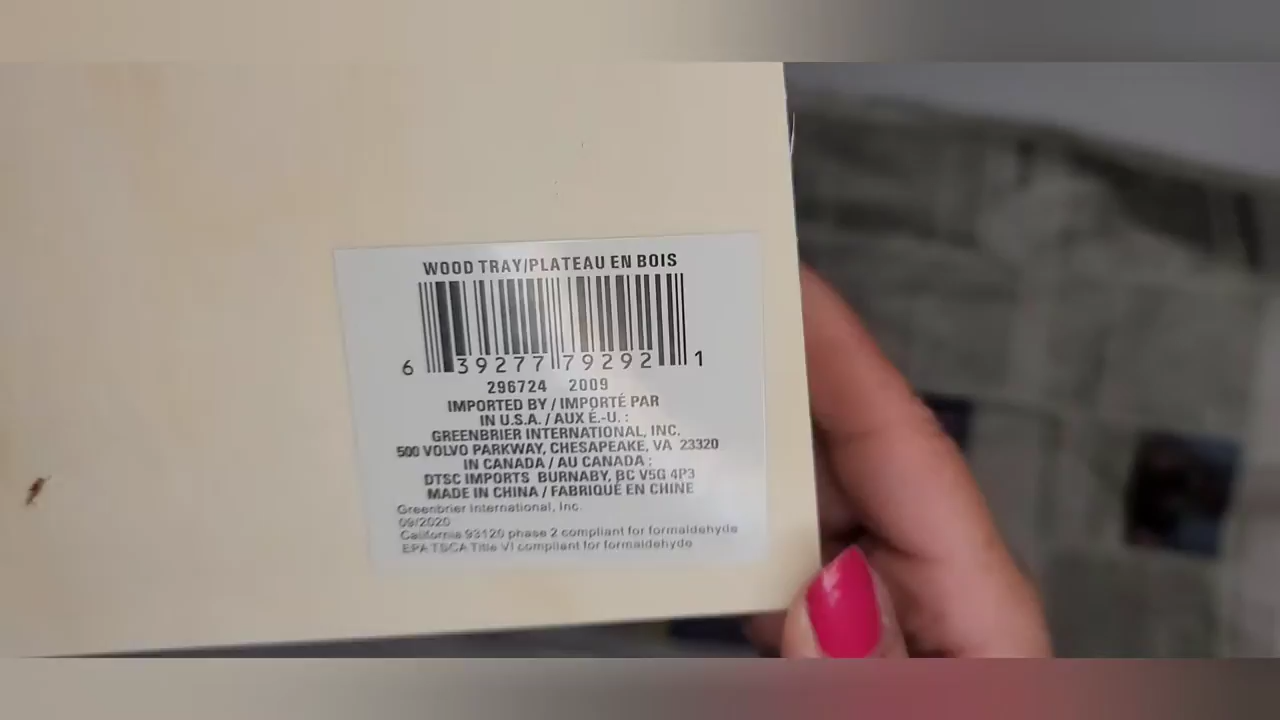 WOOD TRAY/PLATEAU EN BOIS
6 39277 79292 1
296724 2009
IMPORTED BY / IMPORTÉ PAR
IN U.S.A. / AUX É.-U. :
GREENBRIER INTERNATIONAL, INC.
500 VOLVO PARKWAY, CHESAPEAKE, VA 23320
IN CANADA / AU CANADA :
DTSC IMPORTS BURNABY, BC V5G 4P3
MADE IN CHINA / FABRIQUÉ EN CHINE
Greenbrier International, Inc.
09/2020
California 93120 phase 2 compliant for formaldehyde
EPA TSCA Title VI compliant for formaldehyde